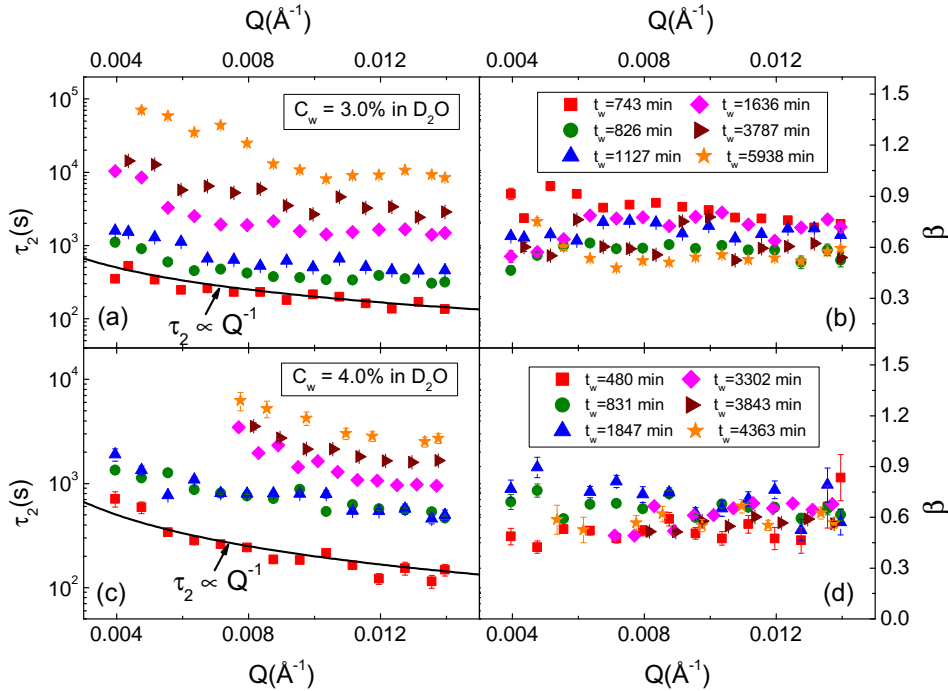 Q(Å⁻¹) Q(Å⁻¹)
0.004 0.008 0.012 0.004 0.008 0.012
(a) C_w = 3.0% in D₂O
τ₂(s)
10⁵
10⁴
10³
10²
τ₂ ∝ Q⁻¹
(b)
t_w=743 min t_w=1636 min
t_w=826 min t_w=3787 min
t_w=1127 min t_w=5938 min
1.5
1.2
0.9
0.6
0.3
β
(c) C_w = 4.0% in D₂O
τ₂(s)
10⁴
10³
10²
τ₂ ∝ Q⁻¹
(d)
t_w=480 min t_w=3302 min
t_w=831 min t_w=3843 min
t_w=1847 min t_w=4363 min
1.5
1.2
0.9
0.6
0.3
0.0
β
0.004 0.008 0.012 0.004 0.008 0.012
Q(Å⁻¹) Q(Å⁻¹)